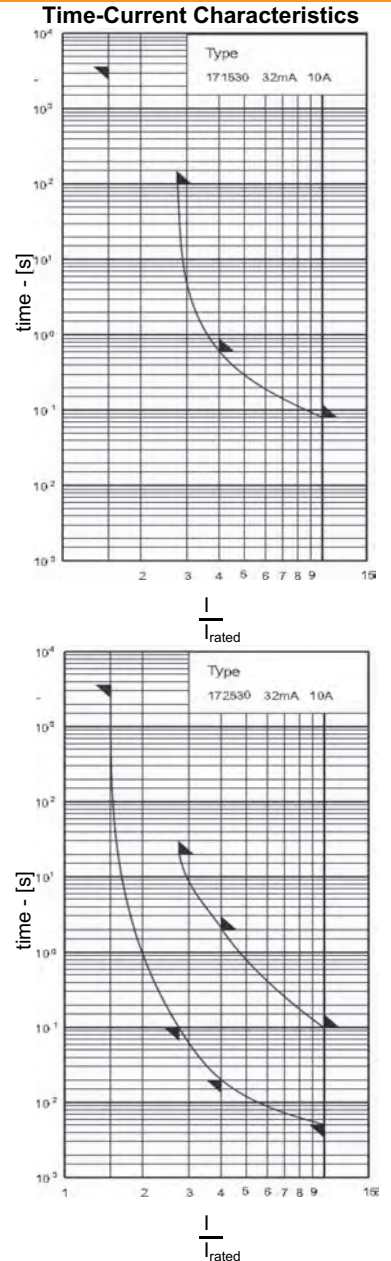 Time-Current Characteristics
10⁴
Type
171530 32mA 10A
10³
10²
10¹
10⁰
10⁻¹
10⁻²
10⁻³
time - [s]
2 3 4 5 6 7 8 9 15
I
I_rated
10⁴
Type
172530 32mA 10A
10³
10²
10¹
10⁰
10⁻¹
10⁻²
10⁻³
time - [s]
1 2 3 4 5 6 7 8 9 15
I
I_rated